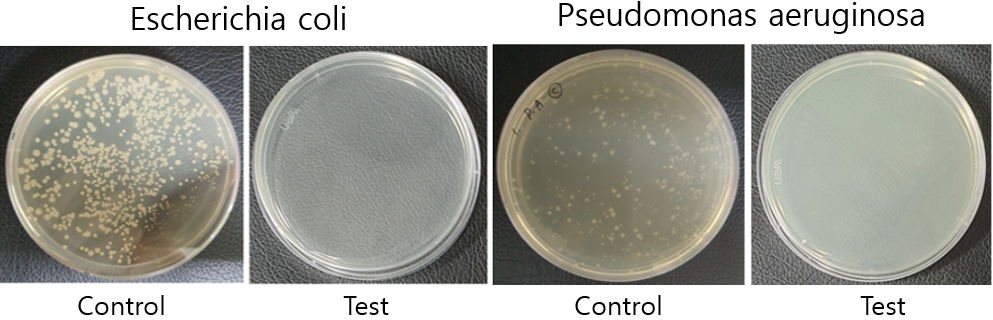 Escherichia coli
Pseudomonas aeruginosa
L P.A ©
Control
Test
Control
Test